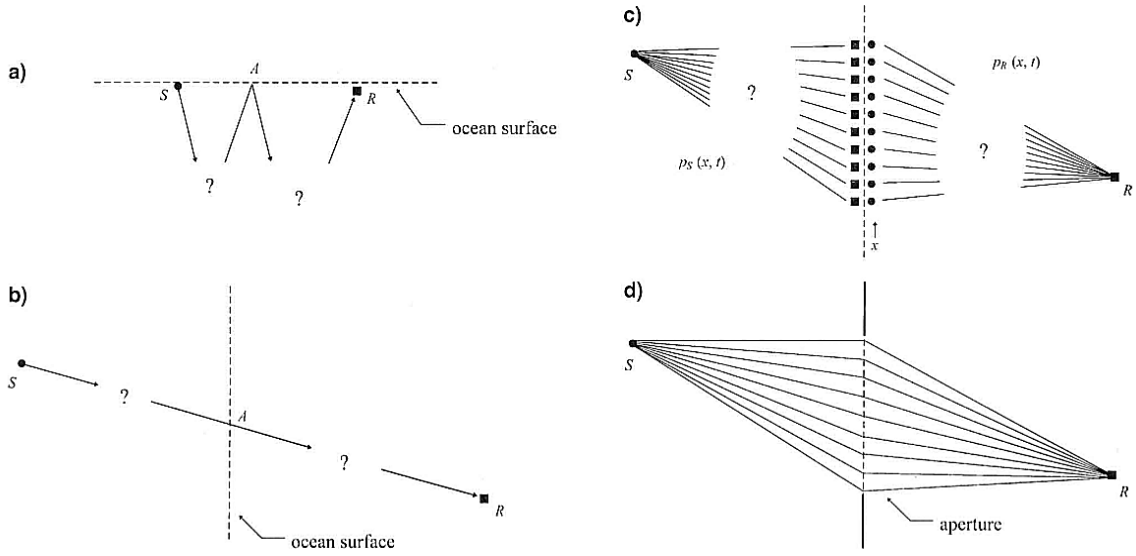 a)
A
S
R
ocean surface
?
?
b)
S
?
A
?
R
ocean surface
c)
S
?
p_R (x, t)
p_S (x, t)
?
R
x
d)
S
R
aperture